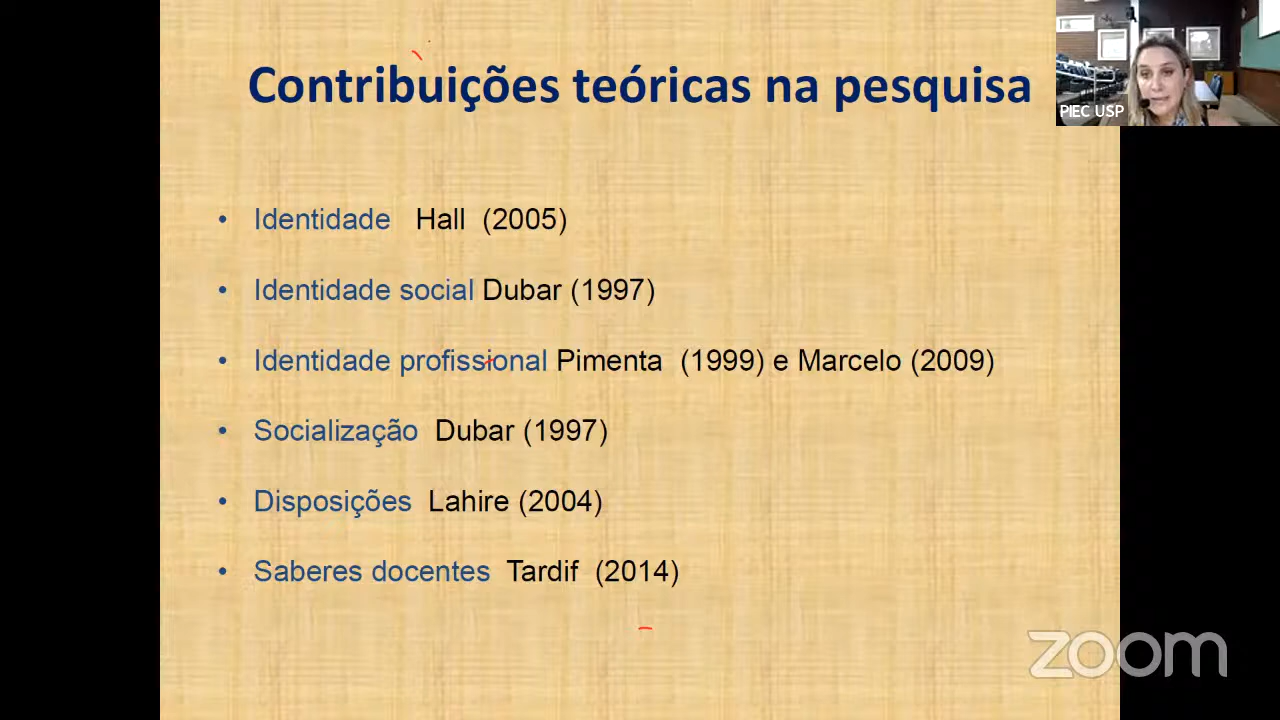 Contribuições teóricas na pesquisa
PIEC USP
• Identidade Hall (2005)
• Identidade social Dubar (1997)
• Identidade profissional Pimenta (1999) e Marcelo (2009)
• Socialização Dubar (1997)
• Disposições Lahire (2004)
• Saberes docentes Tardif (2014)
zoom